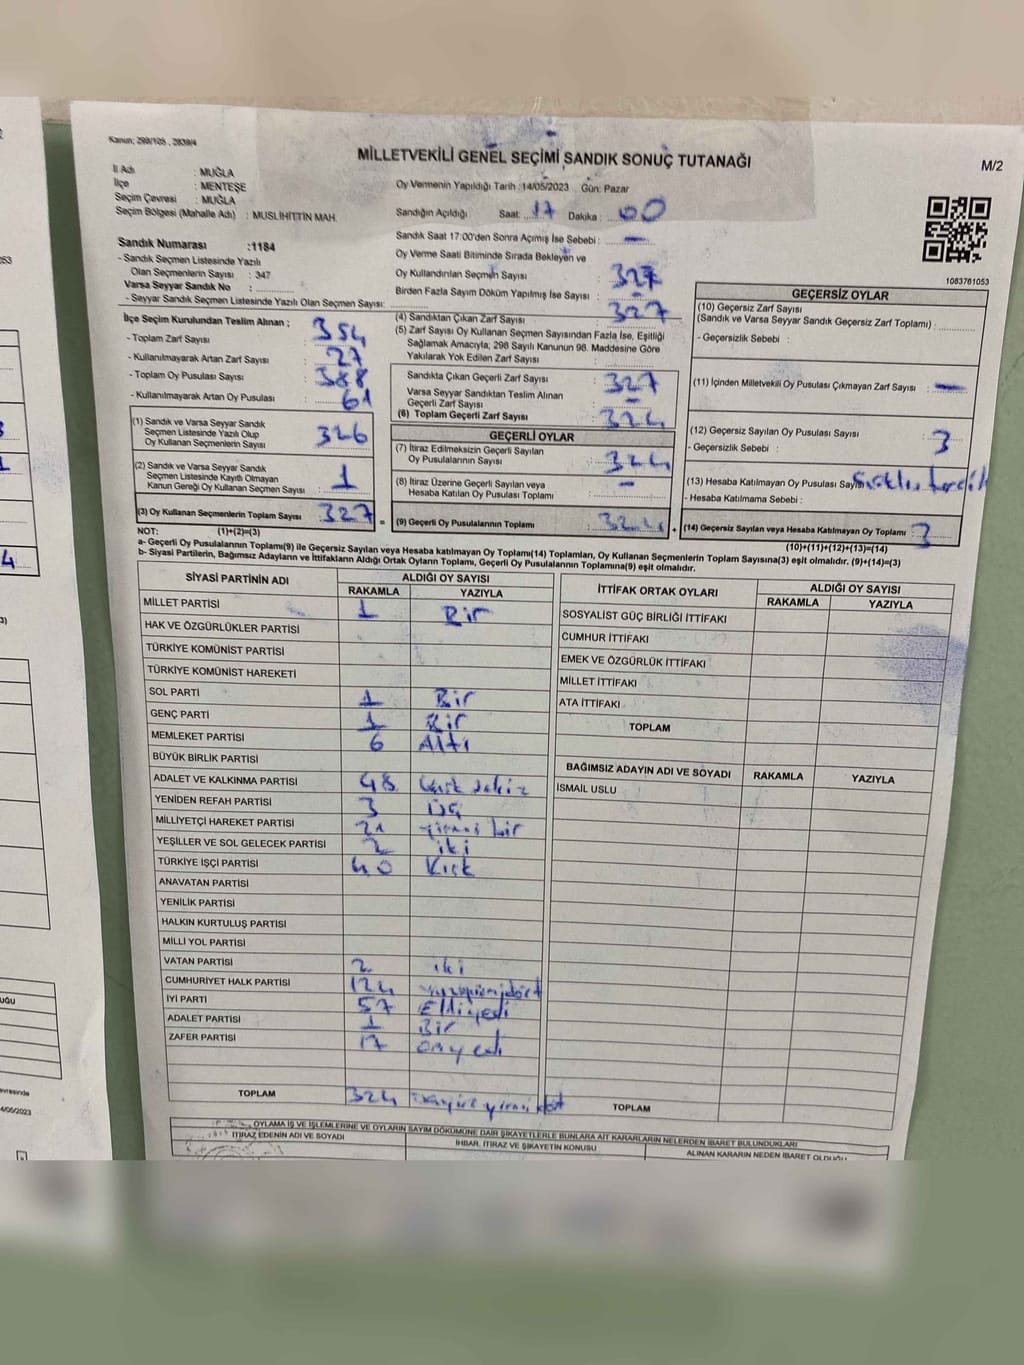 Kanun; 298/105 , 2839/4
MİLLETVEKİLİ GENEL SEÇİMİ SANDIK SONUÇ TUTANAĞI
M/2
İl Adı : MUĞLA
İlçe : MENTEŞE
Seçim Çevresi : MUĞLA
Seçim Bölgesi (Mahalle Adı) : MUSLİHİTTİN MAH.
Oy Vermenin Yapıldığı Tarih :14/05/2023 Gün: Pazar
Sandığın Açıldığı Saat: 17 Dakika : 00
Sandık Saat 17:00'den Sonra Açımış İse Sebebi : —
Oy Verme Saati Bitiminde Sırada Bekleyen ve
Oy Kullandırılan Seçmen Sayısı : 327
Birden Fazla Sayım Döküm Yapılmış İse Sayısı : —
1083761053
Sandık Numarası :1184
- Sandık Seçmen Listesinde Yazılı
Olan Seçmenlerin Sayısı : 347
Varsa Seyyar Sandık No :
- Seyyar Sandık Seçmen Listesinde Yazılı Olan Seçmen Sayısı:
İlçe Seçim Kurulundan Teslim Alınan ;
- Toplam Zarf Sayısı : 354
- Kullanılmayarak Artan Zarf Sayısı : 27
- Toplam Oy Pusulası Sayısı : 388
- Kullanılmayarak Artan Oy Pusulası : 61
(1) Sandık ve Varsa Seyyar Sandık
Seçmen Listesinde Yazılı Olup
Oy Kullanan Seçmenlerin Sayısı : 326
(2) Sandık ve Varsa Seyyar Sandık
Seçmen Listesinde Kayıtlı Olmayan
Kanun Gereği Oy Kullanan Seçmen Sayısı : 1
(3) Oy Kullanan Seçmenlerin Toplam Sayısı : 327 =
(1)+(2)=(3)
(4) Sandıktan Çıkan Zarf Sayısı : 327
(5) Zarf Sayısı Oy Kullanan Seçmen Sayısından Fazla İse, Eşitliği
Sağlamak Amacıyla; 298 Sayılı Kanunun 98. Maddesine Göre
Yakılarak Yok Edilen Zarf Sayısı :
Sandıkta Çıkan Geçerli Zarf Sayısı : 327
Varsa Seyyar Sandıktan Teslim Alınan
Geçerli Zarf Sayısı : —
(6) Toplam Geçerli Zarf Sayısı : 324
GEÇERLİ OYLAR
(7) İtiraz Edilmeksizin Geçerli Sayılan
Oy Pusulalarının Sayısı : 324
(8) İtiraz Üzerine Geçerli Sayılan veya
Hesaba Katılan Oy Pusulası Toplamı : —
(9) Geçerli Oy Pusulalarının Toplamı : 324 +
GEÇERSİZ OYLAR
(10) Geçersiz Zarf Sayısı
(Sandık ve Varsa Seyyar Sandık Geçersiz Zarf Toplamı) :
- Geçersizlik Sebebi :
(11) İçinden Milletvekili Oy Pusulası Çıkmayan Zarf Sayısı : —
(12) Geçersiz Sayılan Oy Pusulası Sayısı : 3
- Geçersizlik Sebebi :
(13) Hesaba Katılmayan Oy Pusulası Sayısı
- Hesaba Katılmama Sebebi :
(14) Geçersiz Sayılan veya Hesaba Katılmayan Oy Toplamı : 3
(10)+(11)+(12)+(13)=(14)
NOT:
a- Geçerli Oy Pusulalarının Toplamı(9) ile Geçersiz Sayılan veya Hesaba katılmayan Oy Toplamı(14) Toplamları, Oy Kullanan Seçmenlerin Toplam Sayısına(3) eşit olmalıdır. (9)+(14)=(3)
b- Siyasi Partilerin, Bağımsız Adayların ve İttifakların Aldığı Ortak Oyların Toplamı, Geçerli Oy Pusulalarının Toplamına(9) eşit olmalıdır.
SİYASİ PARTİNİN ADI ALDIĞI OY SAYISI
RAKAMLA YAZIYLA
MİLLET PARTİSİ 1 Bir
HAK VE ÖZGÜRLÜKLER PARTİSİ
TÜRKİYE KOMÜNİST PARTİSİ
TÜRKİYE KOMÜNİST HAREKETİ
SOL PARTİ 1 Bir
GENÇ PARTİ 1 Bir
MEMLEKET PARTİSİ 6 Altı
BÜYÜK BİRLİK PARTİSİ
ADALET VE KALKINMA PARTİSİ 48 Kırk sekiz
YENİDEN REFAH PARTİSİ 3 Üç
MİLLİYETÇİ HAREKET PARTİSİ 21 yirmi bir
YEŞİLLER VE SOL GELECEK PARTİSİ 2 iki
TÜRKİYE İŞÇİ PARTİSİ 40 Kırk
ANAVATAN PARTİSİ
YENİLİK PARTİSİ
HALKIN KURTULUŞ PARTİSİ
MİLLİ YOL PARTİSİ
VATAN PARTİSİ 2 iki
CUMHURİYET HALK PARTİSİ 124 yüzyirmidört
İYİ PARTİ 57 Elliyedi
ADALET PARTİSİ 1 Bir
ZAFER PARTİSİ 17 onyedi
TOPLAM 324 üçyüz yirmi dört
İTTİFAK ORTAK OYLARI ALDIĞI OY SAYISI
RAKAMLA YAZIYLA
SOSYALİST GÜÇ BİRLİĞİ İTTİFAKI
CUMHUR İTTİFAKI
EMEK VE ÖZGÜRLÜK İTTİFAKI
MİLLET İTTİFAKI
ATA İTTİFAKI
TOPLAM
BAĞIMSIZ ADAYIN ADI VE SOYADI RAKAMLA YAZIYLA
İSMAİL USLU
TOPLAM
OYLAMA İŞ VE İŞLEMLERİNE VE OYLARIN SAYIM DÖKÜMÜNE DAİR ŞİKAYETLERLE BUNLARA AİT KARARLARIN NELERDEN İBARET BULUNDUKLARI
İTİRAZ EDENİN ADI VE SOYADI
İHBAR, İTİRAZ VE ŞİKAYETİN KONUSU
ALINAN KARARIN NEDEN İBARET OLDUĞU